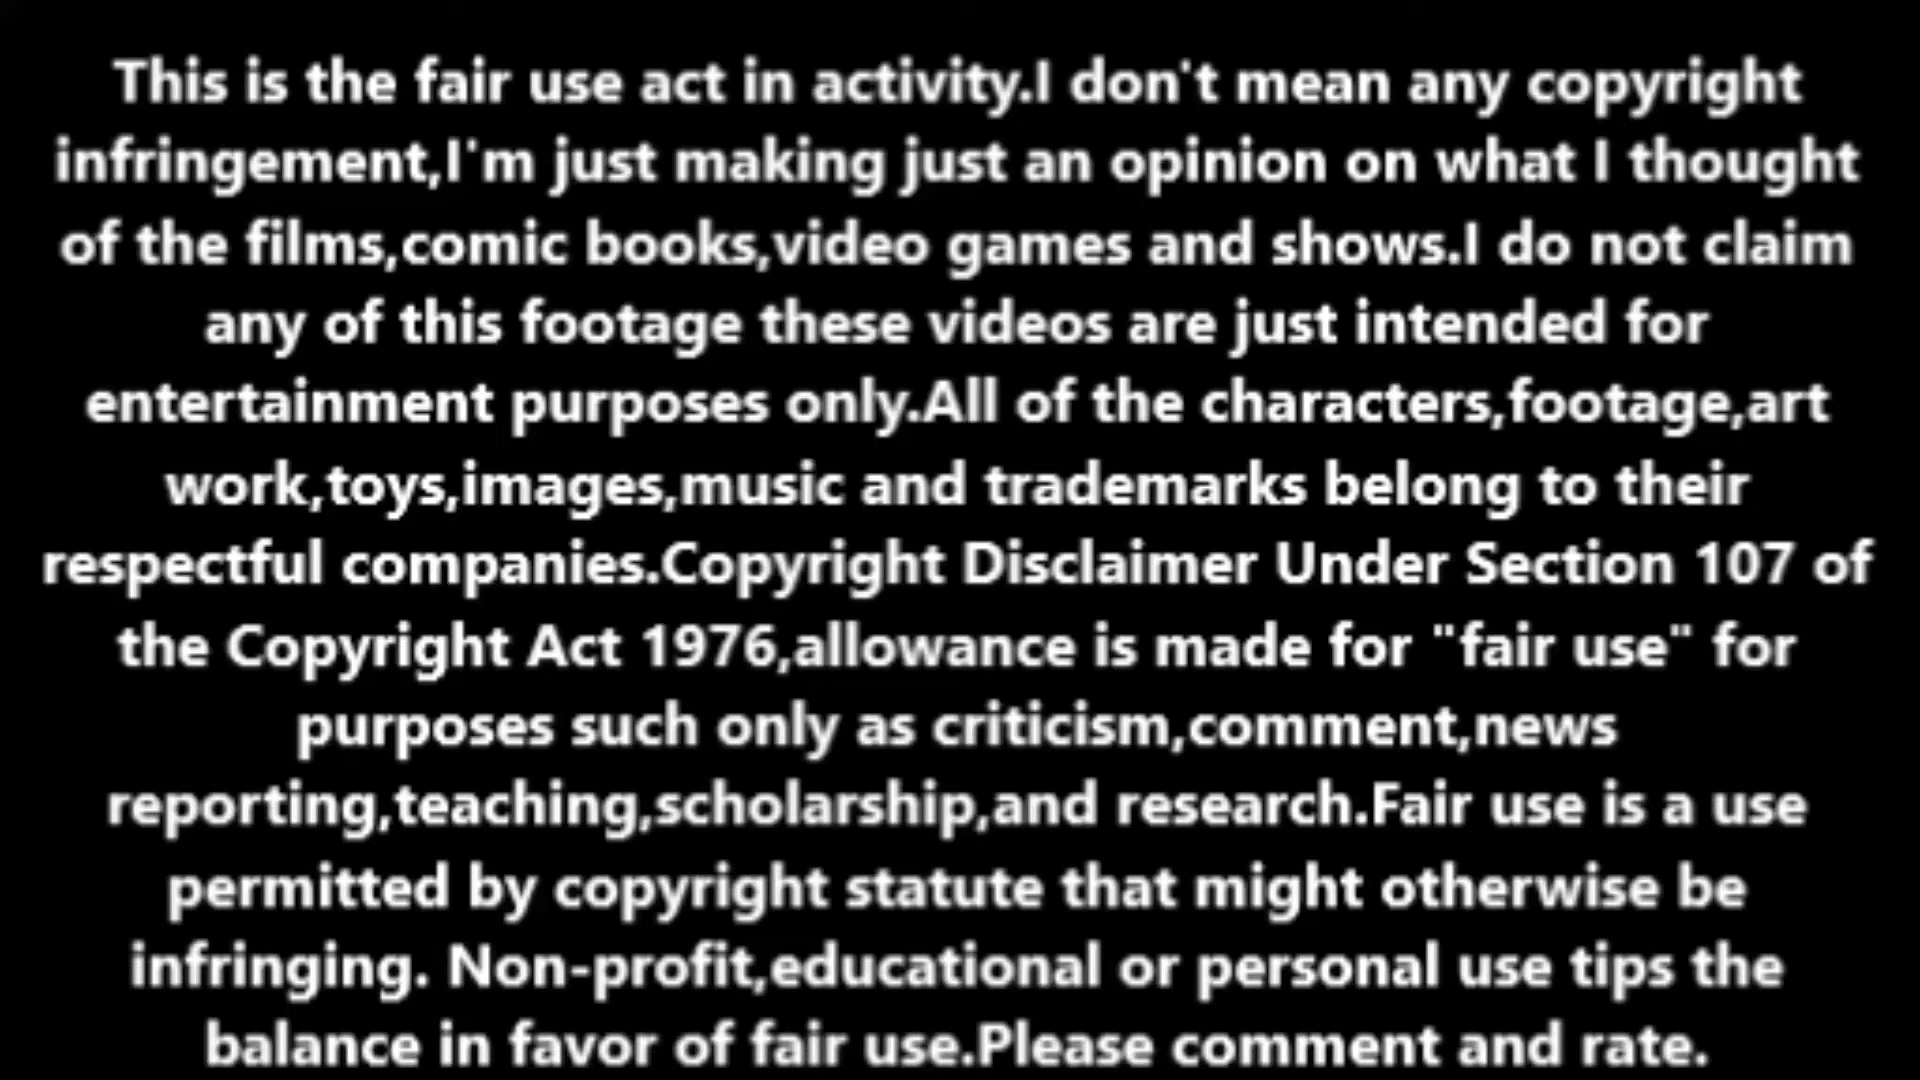 This is the fair use act in activity.I don't mean any copyright
infringement,I'm just making just an opinion on what I thought
of the films,comic books,video games and shows.I do not claim
any of this footage these videos are just intended for
entertainment purposes only.All of the characters,footage,art
work,toys,images,music and trademarks belong to their
respectful companies.Copyright Disclaimer Under Section 107 of
the Copyright Act 1976,allowance is made for "fair use" for
purposes such only as criticism,comment,news
reporting,teaching,scholarship,and research.Fair use is a use
permitted by copyright statute that might otherwise be
infringing. Non-profit,educational or personal use tips the
balance in favor of fair use.Please comment and rate.